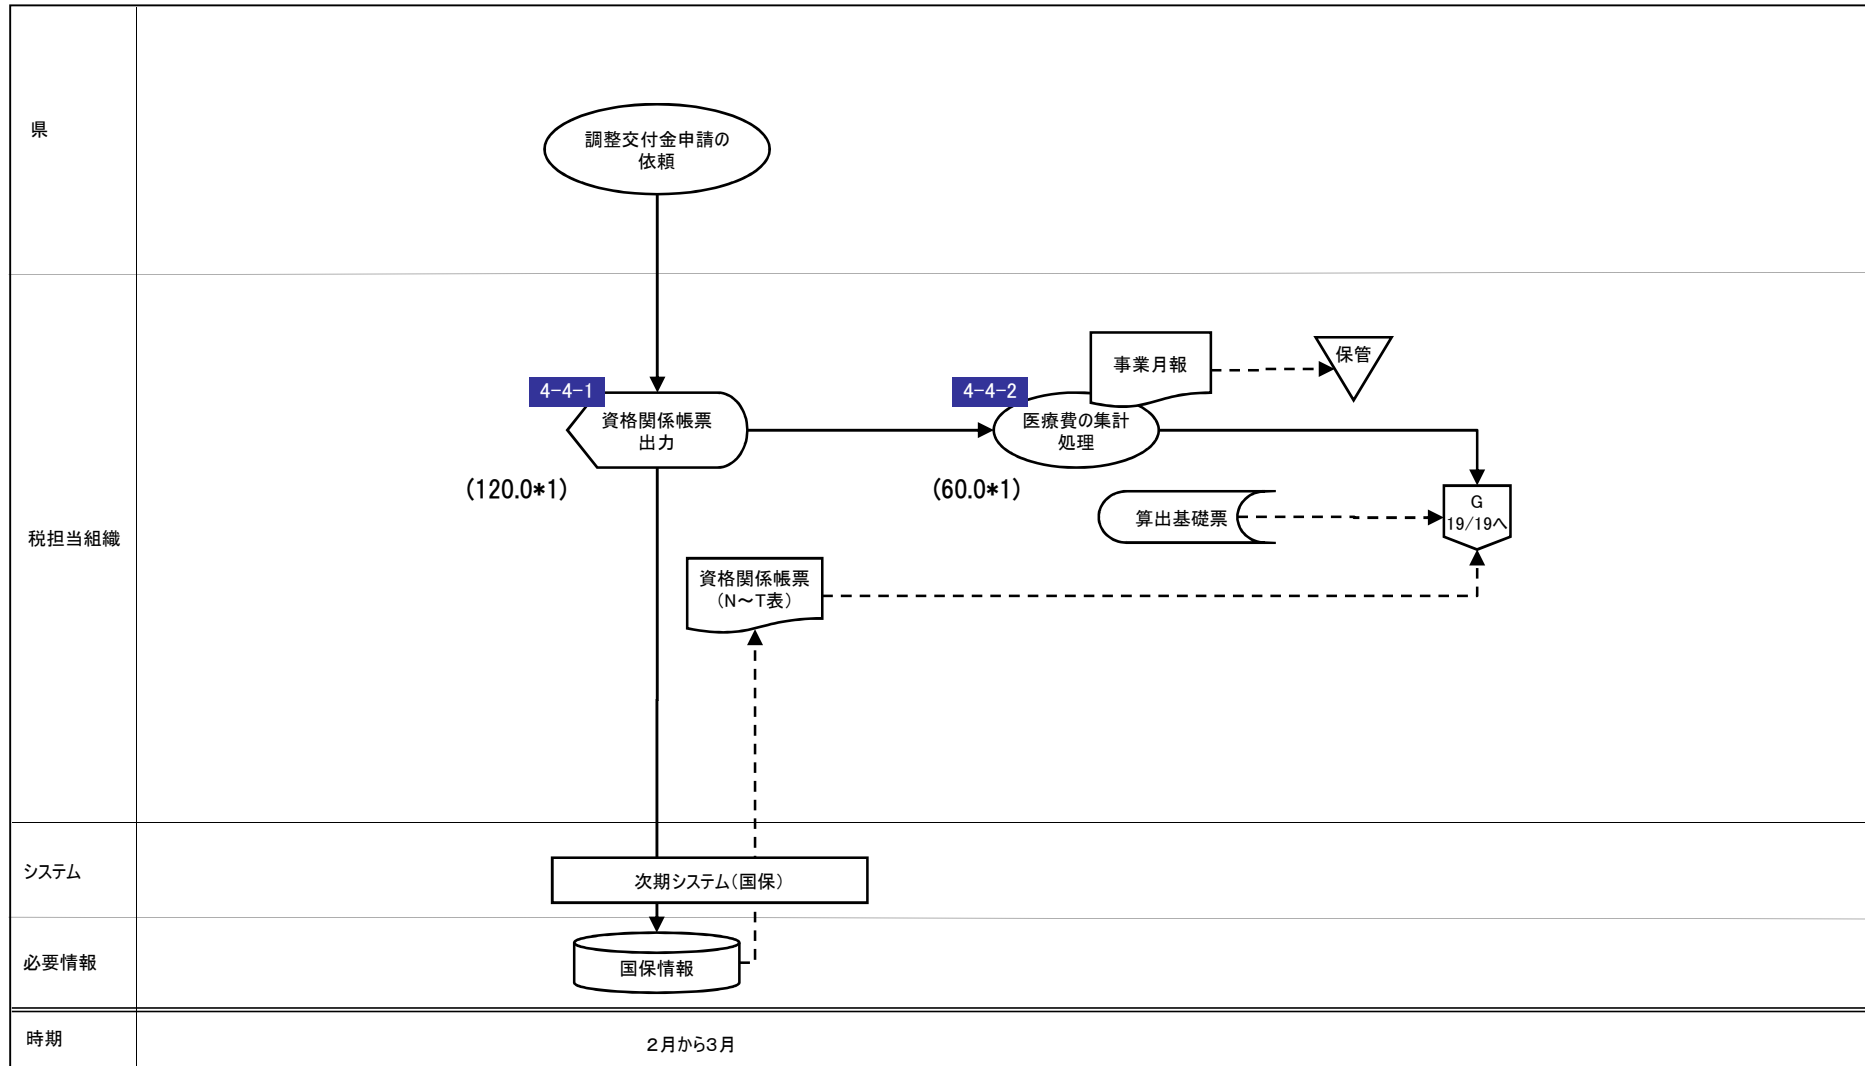 県
調整交付金申請の
依頼
税担当組織
4-4-1
資格関係帳票
出力
(120.0*1)
4-4-2
医療費の集計
処理
(60.0*1)
事業月報
保管
算出基礎票
G
19/19へ
資格関係帳票
(N～T表)
システム
次期システム(国保)
必要情報
国保情報
時期
２月から３月